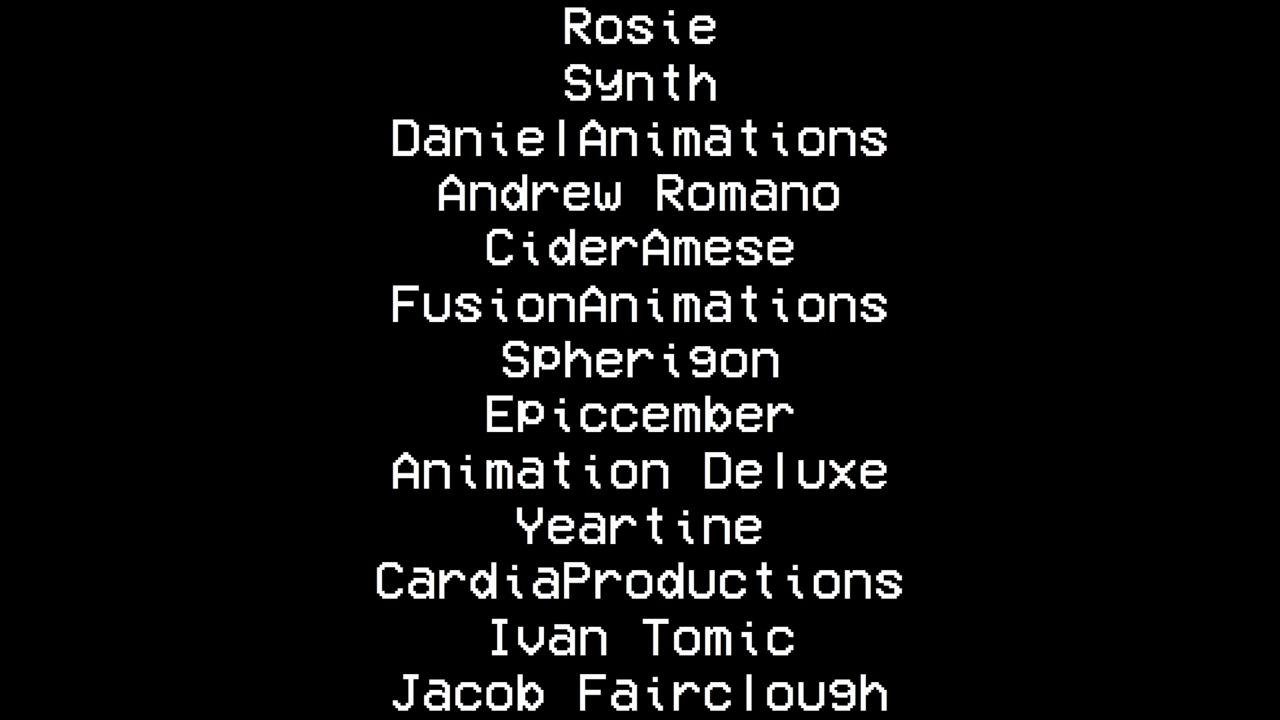 Rosie
Synth
DanielAnimations
Andrew Romano
CiderAmese
FusionAnimations
Spherigon
Epiccember
Animation Deluxe
Yeartine
CardiaProductions
Ivan Tomic
Jacob Fairclough